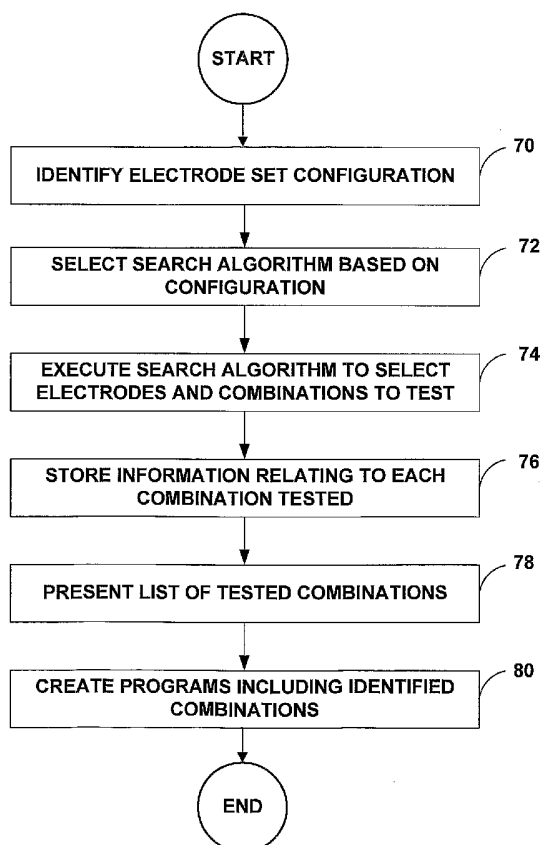 START
IDENTIFY ELECTRODE SET CONFIGURATION
70
SELECT SEARCH ALGORITHM BASED ON
CONFIGURATION
72
EXECUTE SEARCH ALGORITHM TO SELECT
ELECTRODES AND COMBINATIONS TO TEST
74
STORE INFORMATION RELATING TO EACH
COMBINATION TESTED
76
PRESENT LIST OF TESTED COMBINATIONS
78
CREATE PROGRAMS INCLUDING IDENTIFIED
COMBINATIONS
80
END